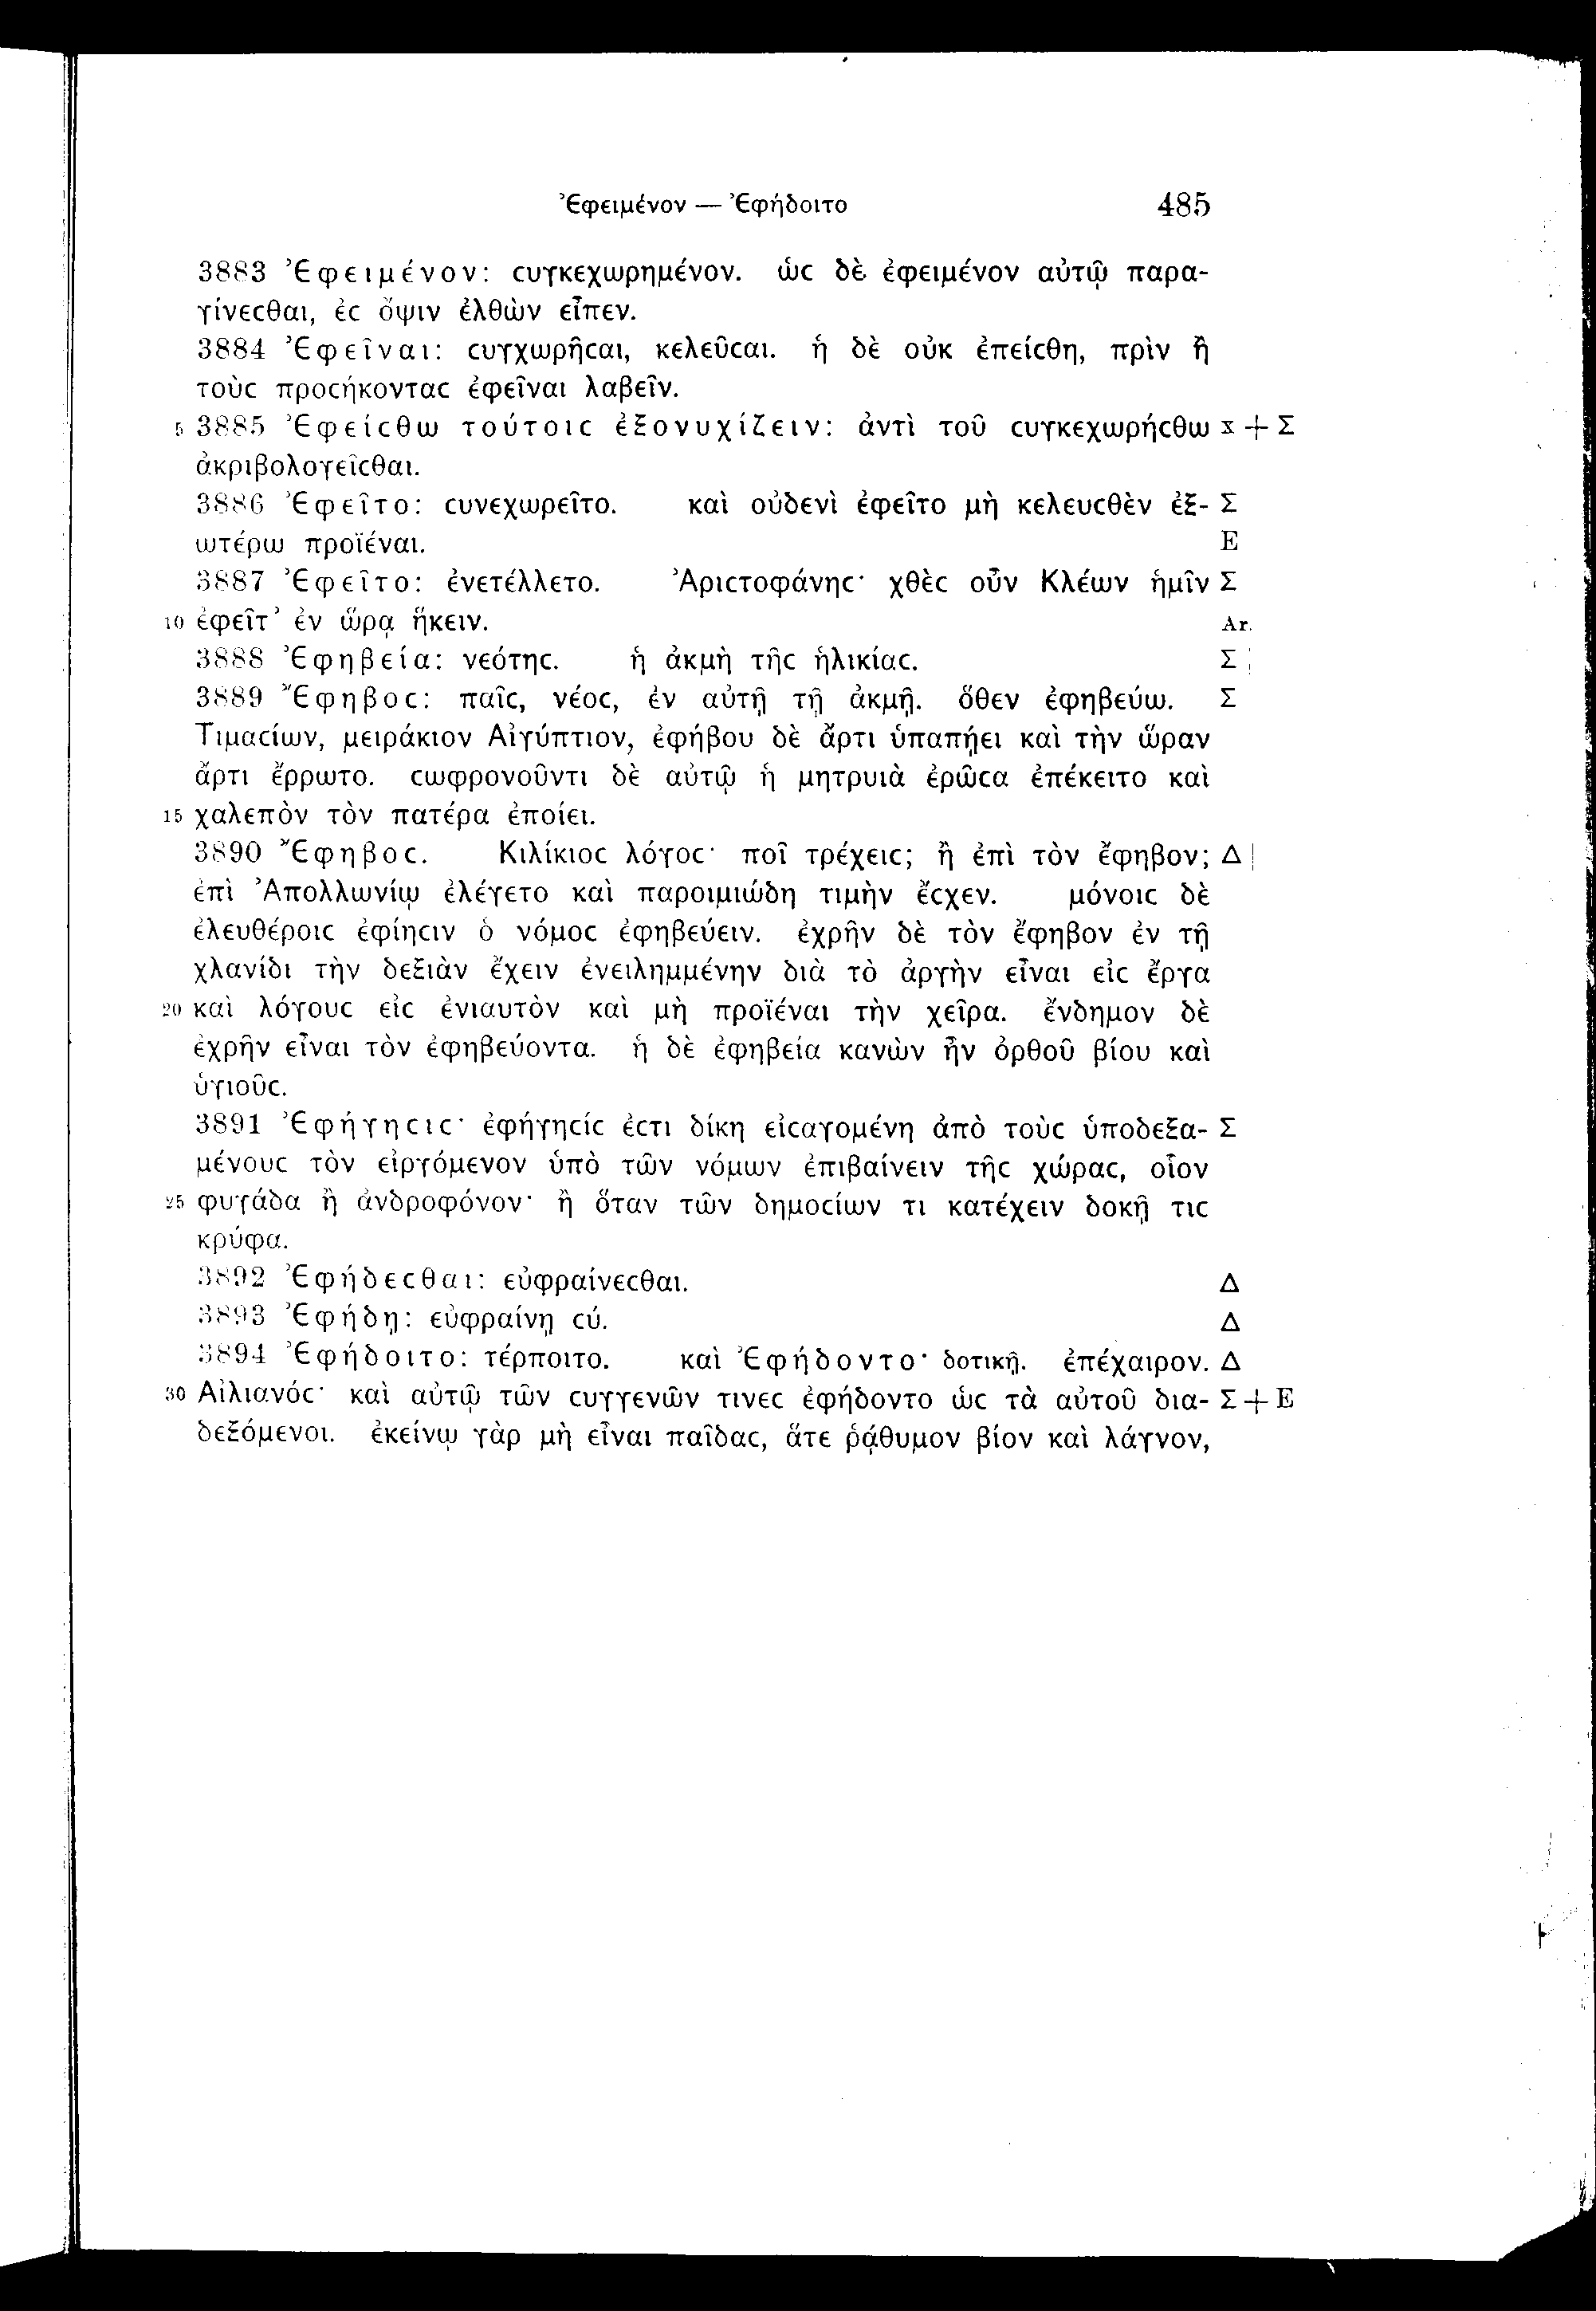 Ἐφειμένον — Ἐφήδοιτο 485
3883 Ἐφειμένον: ϲυγκεχωρημένον. ὡϲ δὲ ἐφειμένον αὐτῷ παρα-
γίνεϲθαι, ἐϲ ὄψιν ἐλθὼν εἶπεν.
3884 Ἐφεῖναι: ϲυγχωρῆϲαι, κελεῦϲαι. ἡ δὲ οὐκ ἐπείϲθη, πρὶν ἢ
τοὺϲ προϲήκονταϲ ἐφεῖναι λαβεῖν.
5 3885 Ἐφείϲθω τούτοιϲ ἐξονυχίζειν: ἀντὶ τοῦ ϲυγκεχωρήϲθω x + Σ
ἀκριβολογεῖϲθαι.
3886 Ἐφεῖτο: ϲυνεχωρεῖτο. καὶ οὐδενὶ ἐφεῖτο μὴ κελευϲθὲν ἐξ- Σ
ωτέρω προϊέναι. E
3887 Ἐφεῖτο: ἐνετέλλετο. Ἀριϲτοφάνηϲ· χθὲϲ οὖν Κλέων ἡμῖν Σ
10 ἐφεῖτ’ ἐν ὥρᾳ ἥκειν. Ar.
3888 Ἐφηβεία: νεότηϲ. ἡ ἀκμὴ τῆϲ ἡλικίαϲ. Σ |
3889 Ἔφηβοϲ: παῖϲ, νέοϲ, ἐν αὐτῇ τῇ ἀκμῇ. ὅθεν ἐφηβεύω. Σ
Τιμαϲίων, μειράκιον Αἰγύπτιον, ἐφήβου δὲ ἄρτι ὑπαπῄει καὶ τὴν ὥραν
ἄρτι ἔρρωτο. ϲωφρονοῦντι δὲ αὐτῷ ἡ μητρυιὰ ἐρῶϲα ἐπέκειτο καὶ
15 χαλεπὸν τὸν πατέρα ἐποίει.
3890 Ἔφηβοϲ. Κιλίκιοϲ λόγοϲ· ποῖ τρέχειϲ; ἢ ἐπὶ τὸν ἔφηβον; Δ |
ἐπὶ Ἀπολλωνίῳ ἐλέγετο καὶ παροιμιώδη τιμὴν ἔϲχεν. μόνοιϲ δὲ
ἐλευθέροιϲ ἐφίηϲιν ὁ νόμοϲ ἐφηβεύειν. ἐχρῆν δὲ τὸν ἔφηβον ἐν τῇ
χλανίδι τὴν δεξιὰν ἔχειν ἐνειλημμένην διὰ τὸ ἀργὴν εἶναι εἰϲ ἔργα
20 καὶ λόγουϲ εἰϲ ἐνιαυτὸν καὶ μὴ προϊέναι τὴν χεῖρα. ἔνδημον δὲ
ἐχρῆν εἶναι τὸν ἐφηβεύοντα. ἡ δὲ ἐφηβεία κανὼν ἦν ὀρθοῦ βίου καὶ
ὑγιοῦϲ.
3891 Ἐφήγηϲιϲ· ἐφήγηϲίϲ ἐϲτι δίκη εἰϲαγομένη ἀπὸ τοὺϲ ὑποδεξα- Σ
μένουϲ τὸν εἰργόμενον ὑπὸ τῶν νόμων ἐπιβαίνειν τῆϲ χώραϲ, οἷον
25 φυγάδα ἢ ἀνδροφόνον· ἢ ὅταν τῶν δημοϲίων τι κατέχειν δοκῇ τιϲ
κρύφα.
3892 Ἐφήδεϲθαι: εὐφραίνεϲθαι. Δ
3893 Ἐφήδη: εὐφραίνῃ ϲύ. Δ
3894 Ἐφήδοιτο: τέρποιτο. καὶ Ἐφήδοντο· δοτικῇ. ἐπέχαιρον. Δ
30 Αἰλιανόϲ· καὶ αὐτῷ τῶν ϲυγγενῶν τινεϲ ἐφήδοντο ὡϲ τὰ αὐτοῦ δια- Σ + E
δεξόμενοι. ἐκείνῳ γὰρ μὴ εἶναι παῖδαϲ, ἅτε ῥᾴθυμον βίον καὶ λάγνον,